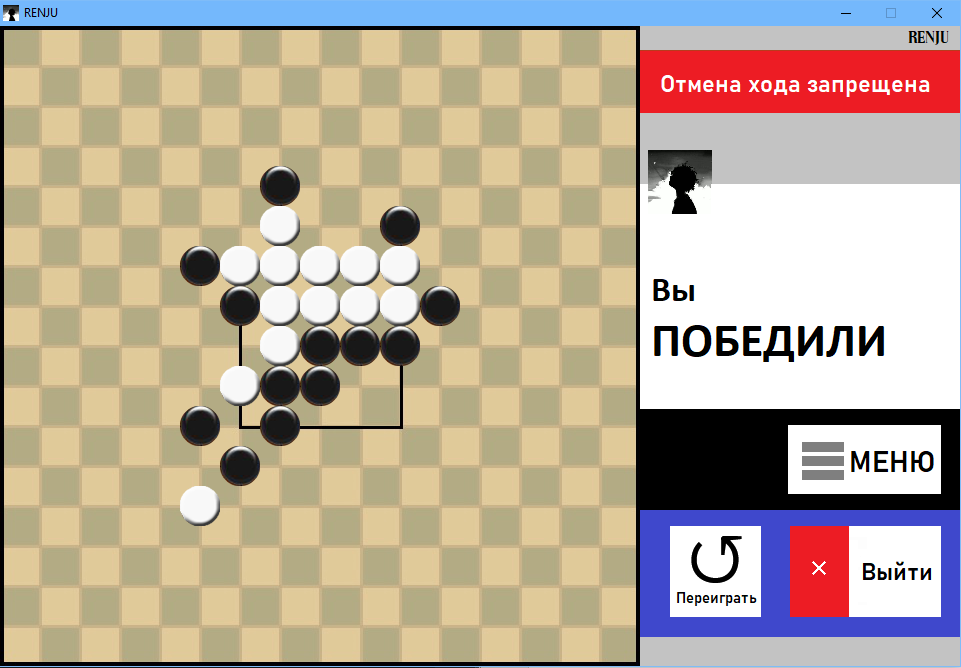 RENJU
RENJU
Отмена хода запрещена
Вы
ПОБЕДИЛИ
МЕНЮ
Переиграть
Выйти